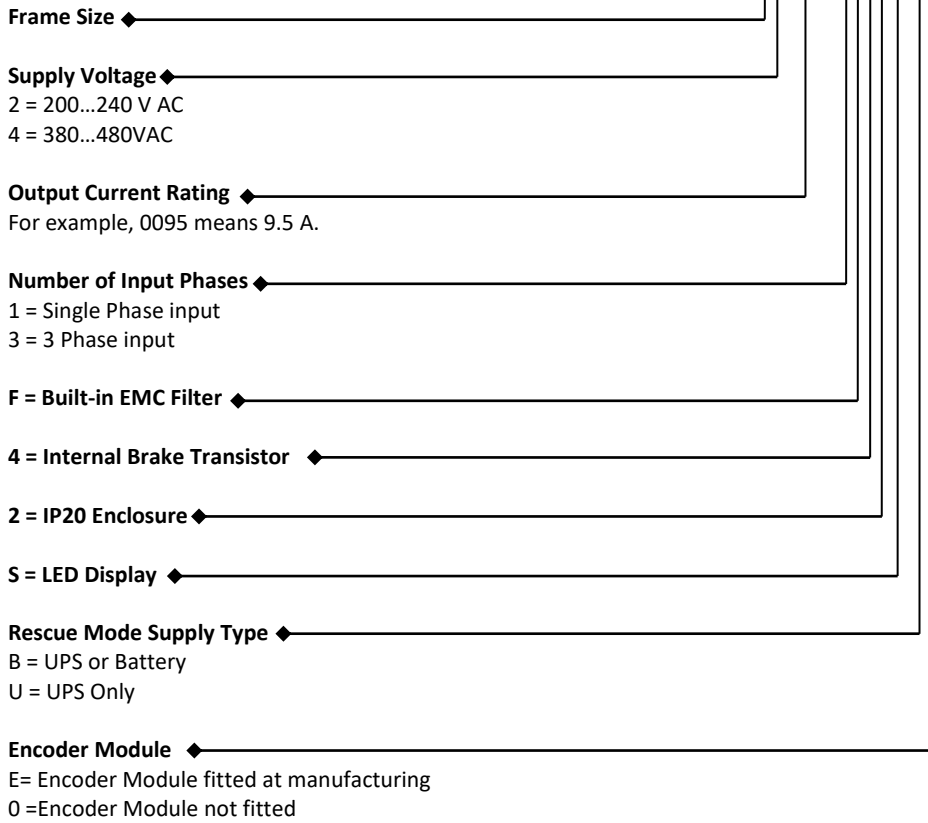 Frame Size
Supply Voltage
2 = 200…240 V AC
4 = 380…480VAC
Output Current Rating
For example, 0095 means 9.5 A.
Number of Input Phases
1 = Single Phase input
3 = 3 Phase input
F = Built-in EMC Filter
4 = Internal Brake Transistor
2 = IP20 Enclosure
S = LED Display
Rescue Mode Supply Type
B = UPS or Battery
U = UPS Only
Encoder Module
E= Encoder Module fitted at manufacturing
0 =Encoder Module not fitted